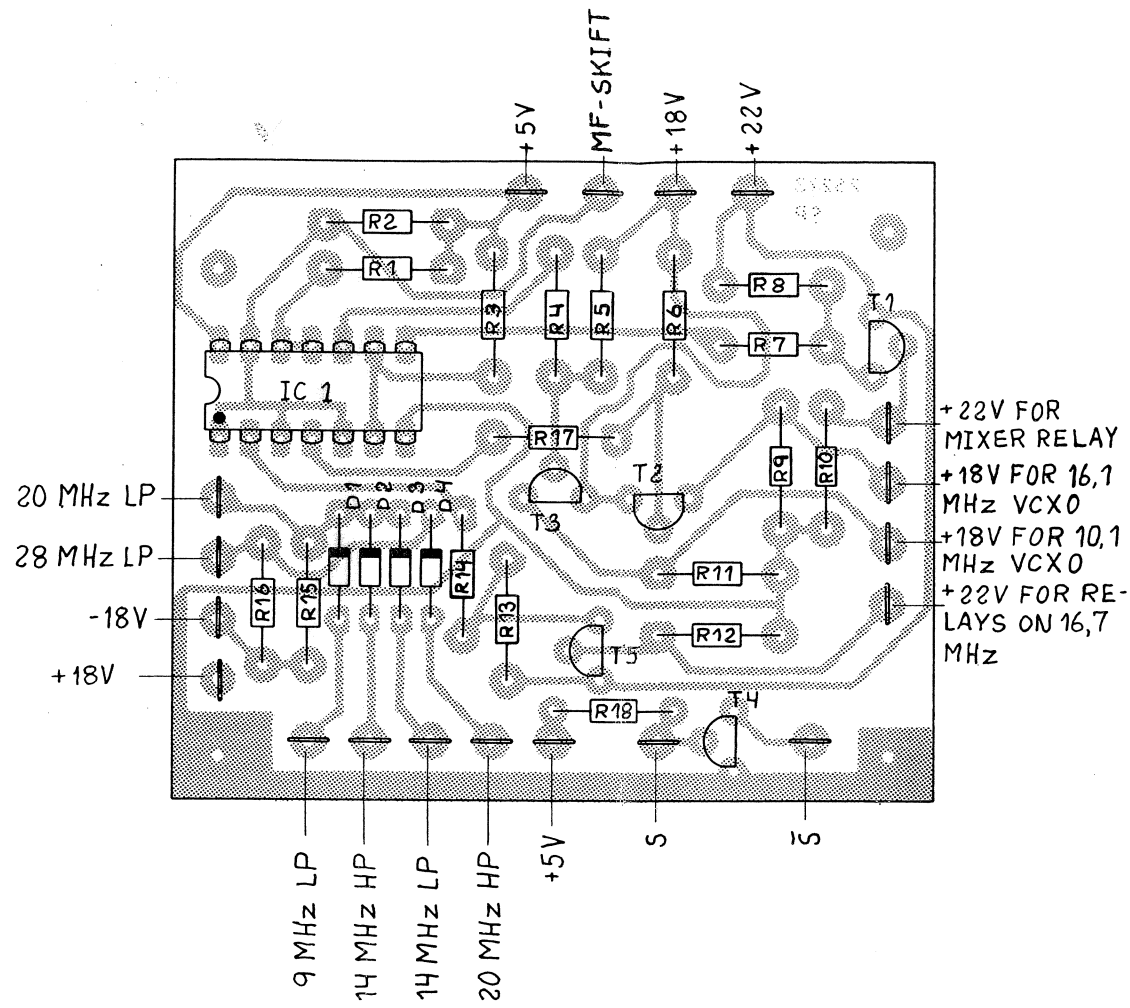 +5V
MF-SKIFT
+18V
+22V
R2
R1
R3
R4
R5
R6
R8
R7
T1
IC 1
R17
T2
T3
R9
R10
+22V FOR
MIXER RELAY
+18V FOR 16,1
MHz VCXO
+18V FOR 10,1
MHz VCXO
+22V FOR RE-
LAYS ON 16,7
MHz
20 MHz LP
28 MHz LP
-18V
+18V
D1
D2
D3
D4
R16
R15
R14
R13
R11
R12
T5
R18
T4
9 MHz LP
14 MHz HP
14 MHz LP
20 MHz HP
+5V
S
S̄